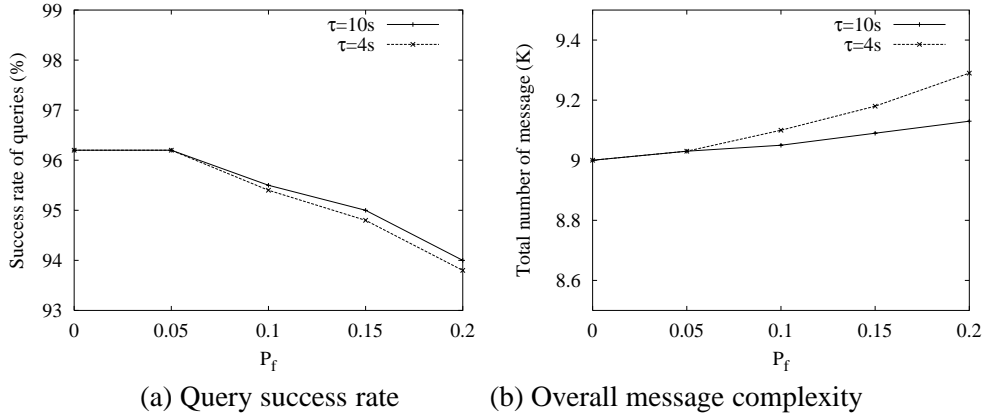 99
98
97
96
95
94
93
Success rate of queries (%)
τ=10s
τ=4s
0 0.05 0.1 0.15 0.2
P_f
(a) Query success rate
9.4
9.2
9
8.8
8.6
Total number of message (K)
τ=10s
τ=4s
0 0.05 0.1 0.15 0.2
P_f
(b) Overall message complexity